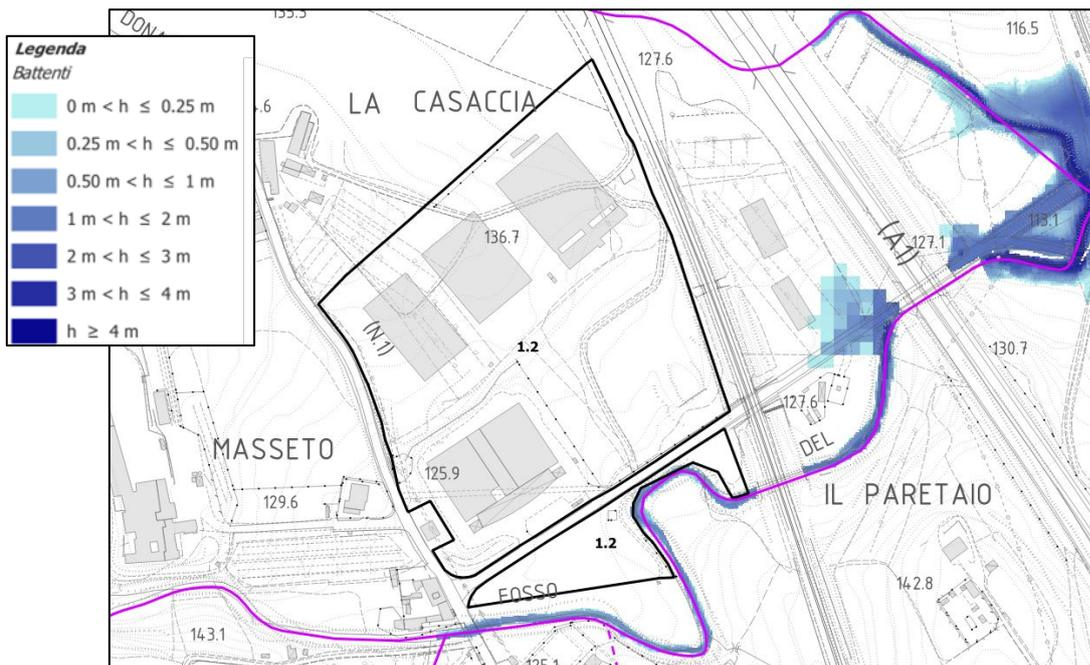 Legenda
Battenti
0 m < h ≤ 0.25 m
0.25 m < h ≤ 0.50 m
0.50 m < h ≤ 1 m
1 m < h ≤ 2 m
2 m < h ≤ 3 m
3 m < h ≤ 4 m
h ≥ 4 m
116.5
127.6
LA CASACCIA
113.1
136.7
127.1
(A.1)
(N.1)
1.2
130.7
127.6
MASSETO
125.9
DEL
129.6
IL PARETAIO
1.2
142.8
FOSSO
143.1
125.1